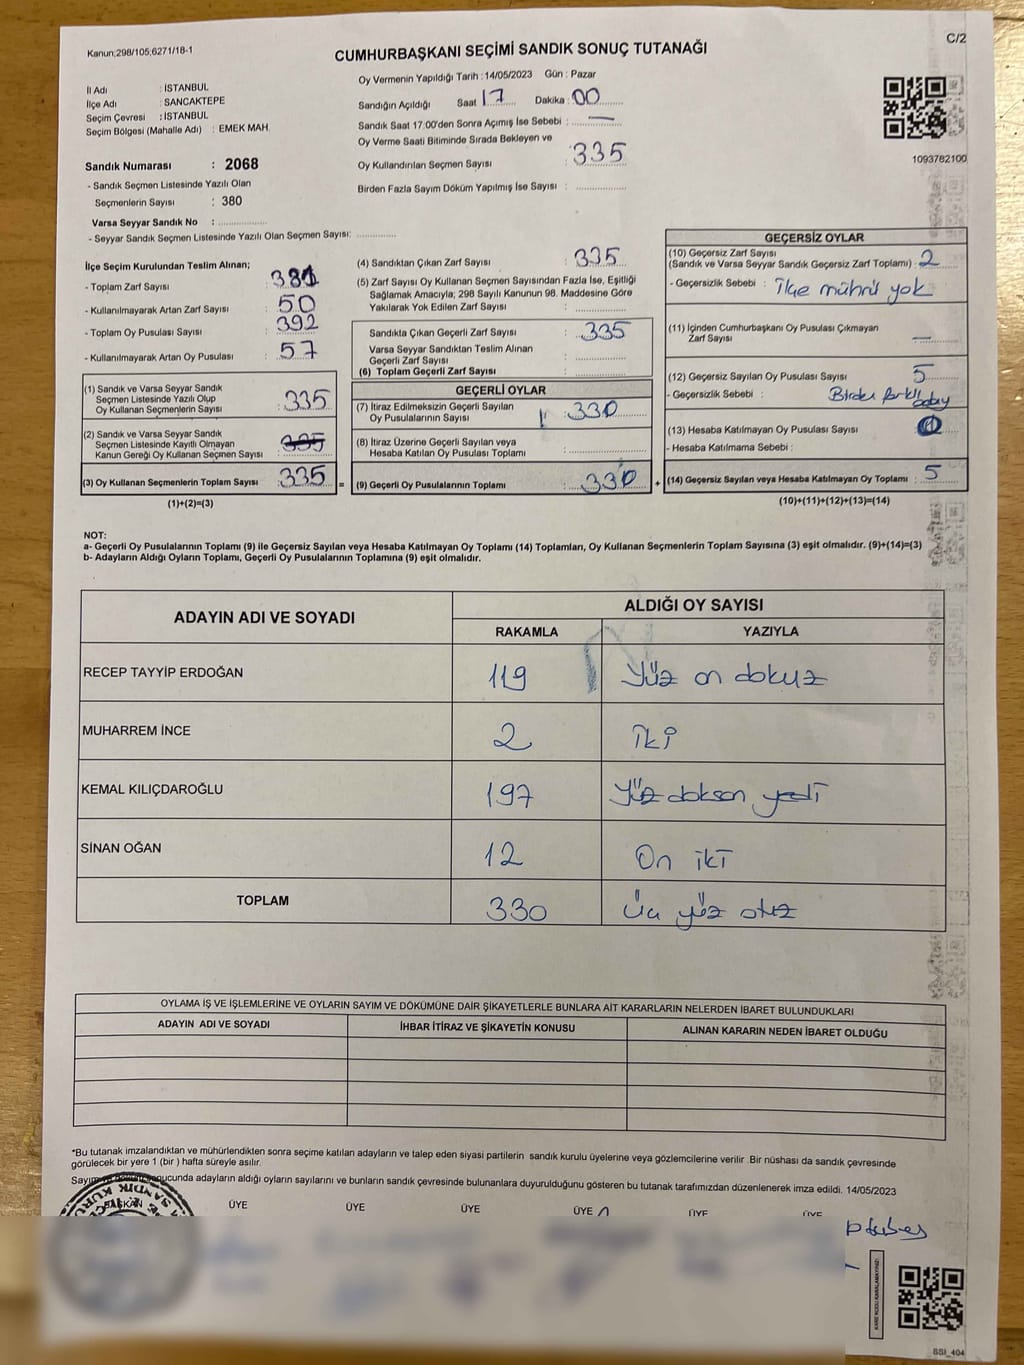 Kanun;298/105,6271/18-1
CUMHURBAŞKANI SEÇİMİ SANDIK SONUÇ TUTANAĞI
C/2
İl Adı : İSTANBUL
İlçe Adı : SANCAKTEPE
Seçim Çevresi : İSTANBUL
Seçim Bölgesi (Mahalle Adı) : EMEK MAH.
Sandık Numarası : 2068
- Sandık Seçmen Listesinde Yazılı Olan
Seçmenlerin Sayısı : 380
Varsa Seyyar Sandık No :
- Seyyar Sandık Seçmen Listesinde Yazılı Olan Seçmen Sayısı:
Oy Vermenin Yapıldığı Tarih : 14/05/2023 Gün : Pazar
Sandığın Açıldığı Saat 17 Dakika : 00
Sandık Saat 17:00'den Sonra Açımış İse Sebebi : —
Oy Verme Saati Bitiminde Sırada Bekleyen ve
Oy Kullandırılan Seçmen Sayısı : 335
Birden Fazla Sayım Döküm Yapılmış İse Sayısı :
1093782100
İlçe Seçim Kurulundan Teslim Alınan;
- Toplam Zarf Sayısı :
- Kullanılmayarak Artan Zarf Sayısı : 50
- Toplam Oy Pusulası Sayısı : 392
- Kullanılmayarak Artan Oy Pusulası : 57
(1) Sandık ve Varsa Seyyar Sandık
Seçmen Listesinde Yazılı Olup
Oy Kullanan Seçmenlerin Sayısı : 335
(2) Sandık ve Varsa Seyyar Sandık
Seçmen Listesinde Kayıtlı Olmayan
Kanun Gereği Oy Kullanan Seçmen Sayısı : 335
(3) Oy Kullanan Seçmenlerin Toplam Sayısı : 335
(1)+(2)=(3)
(4) Sandıktan Çıkan Zarf Sayısı : 335
(5) Zarf Sayısı Oy Kullanan Seçmen Sayısından Fazla İse, Eşitliği
Sağlamak Amacıyla; 298 Sayılı Kanunun 98. Maddesine Göre
Yakılarak Yok Edilen Zarf Sayısı :
Sandıkta Çıkan Geçerli Zarf Sayısı : 335
Varsa Seyyar Sandıktan Teslim Alınan
Geçerli Zarf Sayısı :
(6) Toplam Geçerli Zarf Sayısı :
GEÇERLİ OYLAR
(7) İtiraz Edilmeksizin Geçerli Sayılan
Oy Pusulalarının Sayısı : 330
(8) İtiraz Üzerine Geçerli Sayılan veya
Hesaba Katılan Oy Pusulası Toplamı :
= (9) Geçerli Oy Pusulalarının Toplamı : 330 +
GEÇERSİZ OYLAR
(10) Geçersiz Zarf Sayısı
(Sandık ve Varsa Seyyar Sandık Geçersiz Zarf Toplamı) : 2
- Geçersizlik Sebebi : ilçe mührü yok
(11) İçinden Cumhurbaşkanı Oy Pusulası Çıkmayan
Zarf Sayısı : —
(12) Geçersiz Sayılan Oy Pusulası Sayısı : 5
- Geçersizlik Sebebi :
(13) Hesaba Katılmayan Oy Pusulası Sayısı :
- Hesaba Katılmama Sebebi :
(14) Geçersiz Sayılan veya Hesaba Katılmayan Oy Toplamı : 5
(10)+(11)+(12)+(13)=(14)
NOT:
a- Geçerli Oy Pusulalarının Toplamı (9) ile Geçersiz Sayılan veya Hesaba Katılmayan Oy Toplamı (14) Toplamları, Oy Kullanan Seçmenlerin Toplam Sayısına (3) eşit olmalıdır. (9)+(14)=(3)
b- Adayların Aldığı Oyların Toplamı, Geçerli Oy Pusulalarının Toplamına (9) eşit olmalıdır.
ADAYIN ADI VE SOYADI ALDIĞI OY SAYISI
RAKAMLA YAZIYLA
RECEP TAYYİP ERDOĞAN 119 Yüz on dokuz
MUHARREM İNCE 2 iki
KEMAL KILIÇDAROĞLU 197 Yüz doksan yedi
SİNAN OĞAN 12 On iki
TOPLAM 330 Üç yüz otuz
OYLAMA İŞ VE İŞLEMLERİNE VE OYLARIN SAYIM VE DÖKÜMÜNE DAİR ŞİKAYETLERLE BUNLARA AİT KARARLARIN NELERDEN İBARET BULUNDUKLARI
ADAYIN ADI VE SOYADI İHBAR İTİRAZ VE ŞİKAYETİN KONUSU ALINAN KARARIN NEDEN İBARET OLDUĞU
*Bu tutanak imzalandıktan ve mühürlendikten sonra seçime katılan adayların ve talep eden siyasi partilerin sandık kurulu üyelerine veya gözlemcilerine verilir .Bir nüshası da sandık çevresinde
görülecek bir yere 1 (bir ) hafta süreyle asılır.
Sayım ve sonucunda adayların aldığı oyların sayılarını ve bunların sandık çevresinde bulunanlara duyurulduğunu gösteren bu tutanak tarafımızdan düzenlenerek imza edildi. 14/05/2023
BAŞKAN ÜYE ÜYE ÜYE ÜYE ÜYE ÜYE
SSI_404